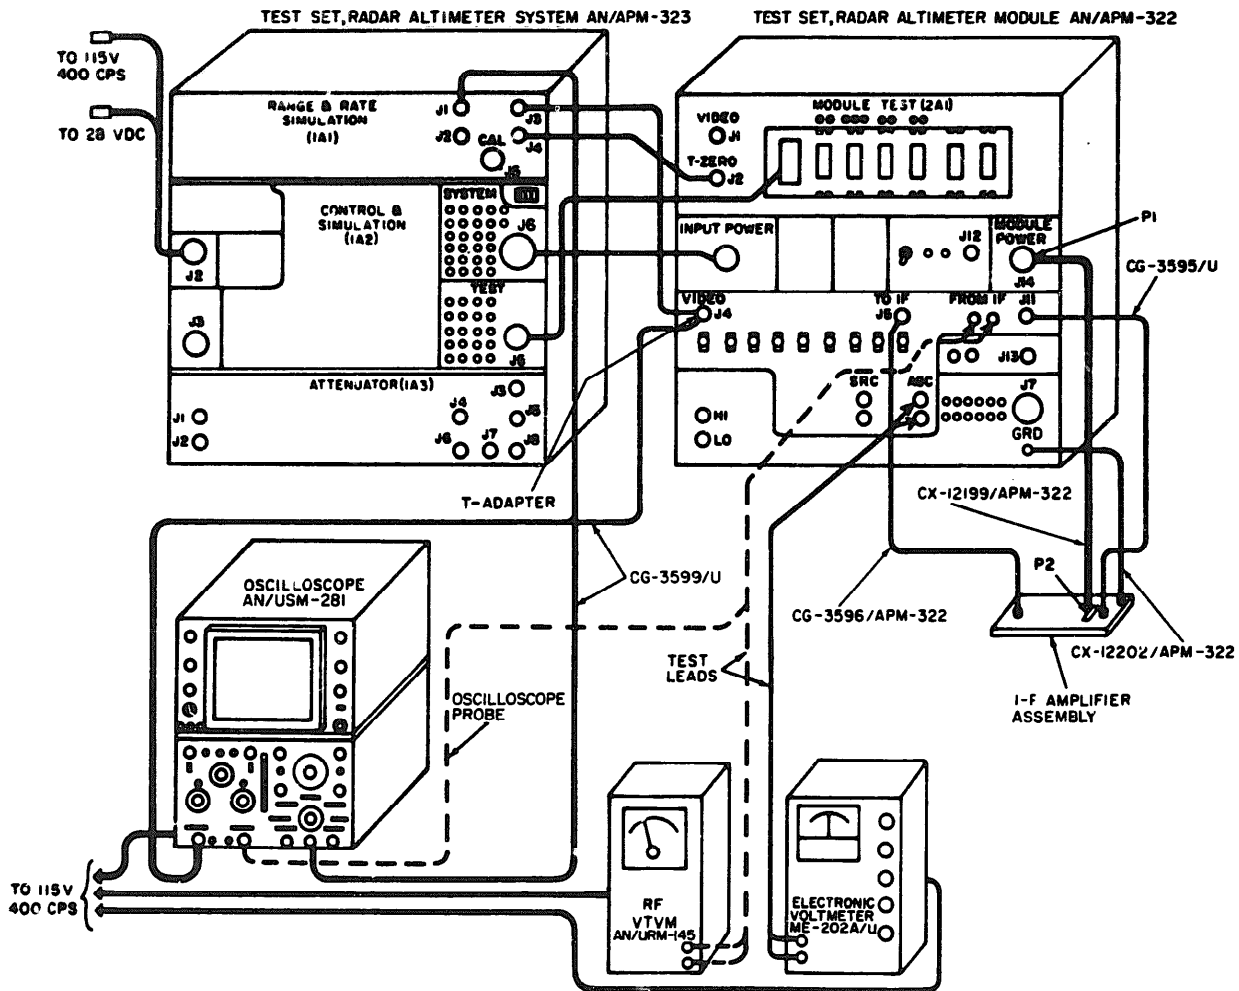 TEST SET, RADAR ALTIMETER SYSTEM AN/APM-323
TEST SET, RADAR ALTIMETER MODULE AN/APM-322
TO 115V
400 CPS
TO 28 VDC
RANGE & RATE
SIMULATION
(1A1)
J1
J2
J3
J4
CAL
J5
CONTROL &
SIMULATION
(1A2)
SYSTEM
J6
TEST
J5
J2
J3
ATTENUATOR (1A3)
J1
J2
J3
J4
J5
J6
J7
J8
MODULE TEST (2A1)
VIDEO
J1
T-ZERO
J2
INPUT POWER
J12
MODULE
POWER
J14
P1
CG-3595/U
VIDEO
J4
TO IF
J5
FROM IF
J11
J13
SRC
AGC
HI
LO
J7
GRD
T-ADAPTER
CX-12199/APM-322
CG-3599/U
P2
CG-3596/APM-322
CX-12202/APM-322
I-F AMPLIFIER
ASSEMBLY
OSCILLOSCOPE
AN/USM-281
TEST
LEADS
OSCILLOSCOPE
PROBE
TO 115V
400 CPS
RF
VTVM
AN/URM-145
ELECTRONIC
VOLTMETER
ME-202A/U